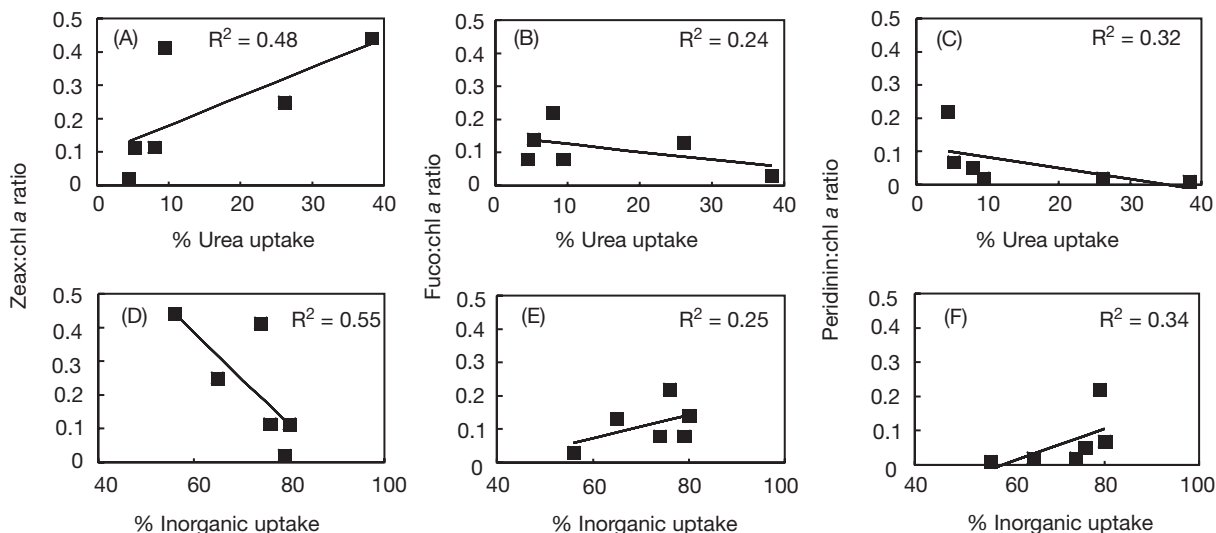 Zeax:chl a ratio
(A)
R² = 0.48
0.5
0.4
0.3
0.2
0.1
0
0 10 20 30 40
% Urea uptake
Fuco:chl a ratio
(B)
R² = 0.24
0.5
0.4
0.3
0.2
0.1
0
0 10 20 30 40
% Urea uptake
Peridinin:chl a ratio
(C)
R² = 0.32
0.5
0.4
0.3
0.2
0.1
0
0 10 20 30 40
% Urea uptake
(D)
R² = 0.55
0.5
0.4
0.3
0.2
0.1
0
40 60 80 100
% Inorganic uptake
(E)
R² = 0.25
0.5
0.4
0.3
0.2
0.1
0
40 60 80 100
% Inorganic uptake
(F)
R² = 0.34
0.5
0.4
0.3
0.2
0.1
0
40 60 80 100
% Inorganic uptake